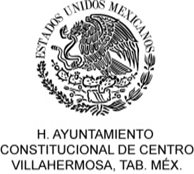 ESTADOS UNIDOS MEXICANOS
H. AYUNTAMIENTO
CONSTITUCIONAL DE CENTRO
VILLAHERMOSA, TAB. MÉX.